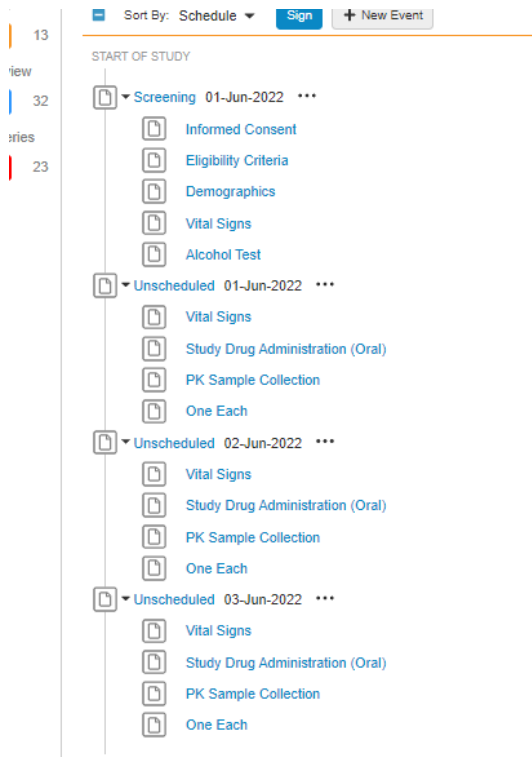 Sort By: Schedule Sign + New Event
13
START OF STUDY
view
Screening 01-Jun-2022 •••
32
Informed Consent
eries
Eligibility Criteria
23
Demographics
Vital Signs
Alcohol Test
Unscheduled 01-Jun-2022 •••
Vital Signs
Study Drug Administration (Oral)
PK Sample Collection
One Each
Unscheduled 02-Jun-2022 •••
Vital Signs
Study Drug Administration (Oral)
PK Sample Collection
One Each
Unscheduled 03-Jun-2022 •••
Vital Signs
Study Drug Administration (Oral)
PK Sample Collection
One Each